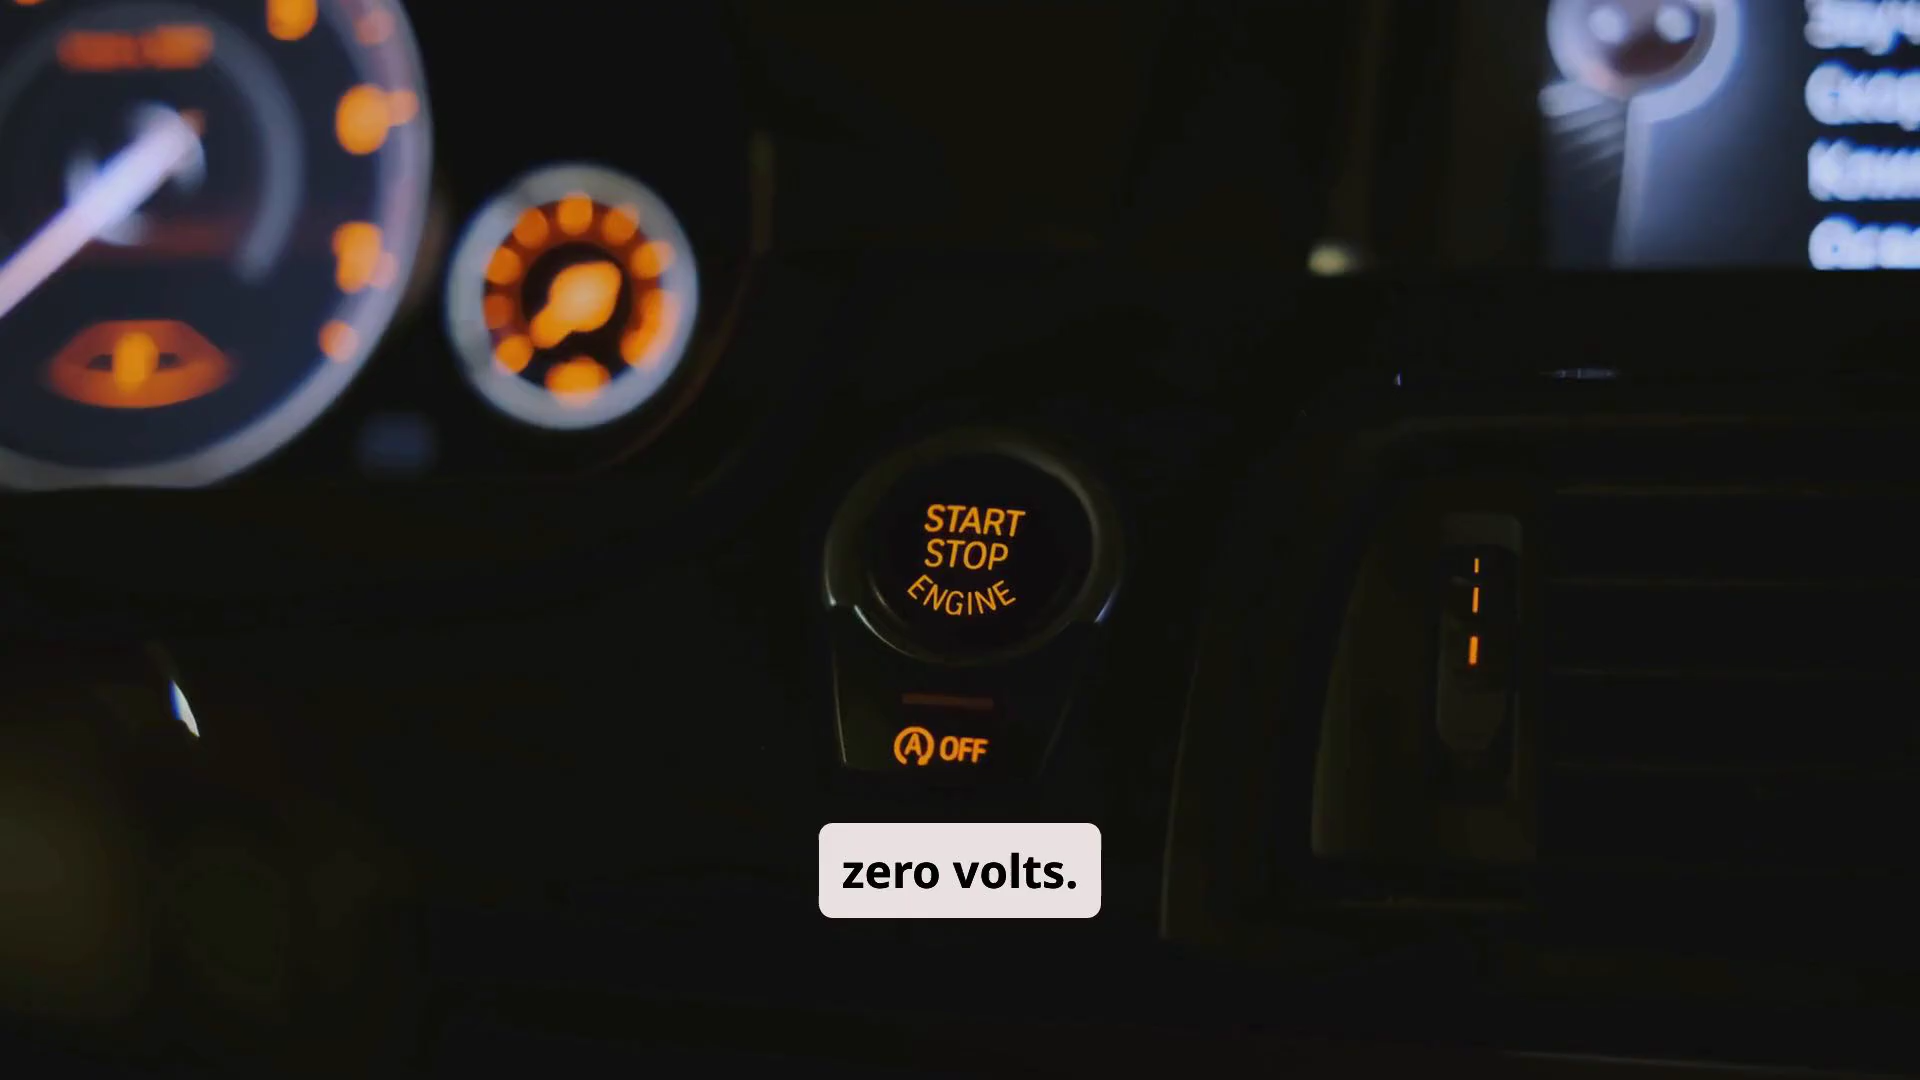 START
STOP
ENGINE
A OFF
zero volts.